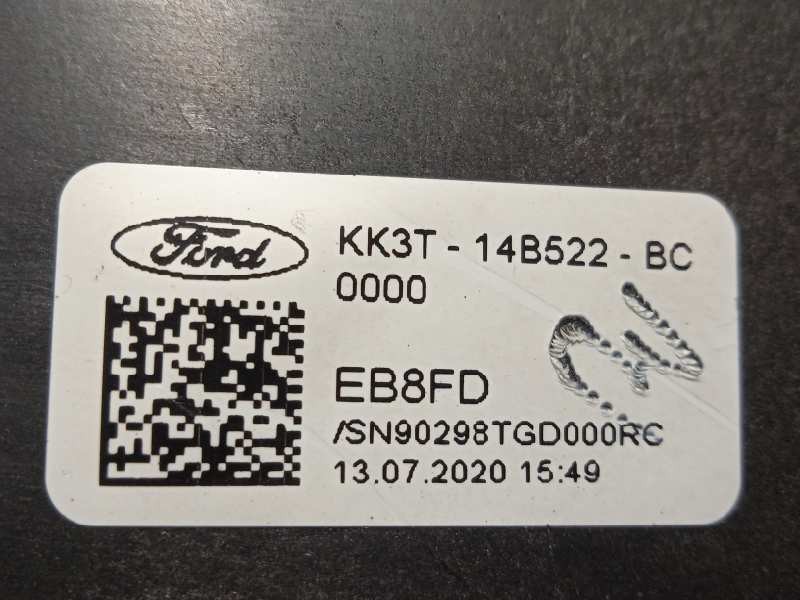 Ford
KK3T - 14B522 - BC
0000
EB8FD
/SN90298TGD000RC
13.07.2020 15:49